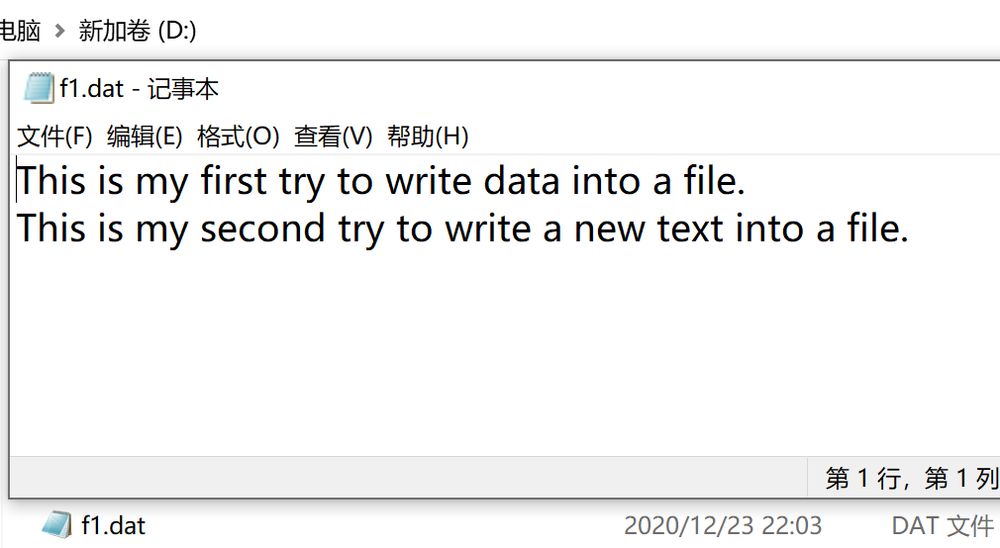 电脑 > 新加卷 (D:)
f1.dat - 记事本
文件(F) 编辑(E) 格式(O) 查看(V) 帮助(H)
This is my first try to write data into a file.
This is my second try to write a new text into a file.
第 1 行，第 1 列
f1.dat 2020/12/23 22:03 DAT 文件